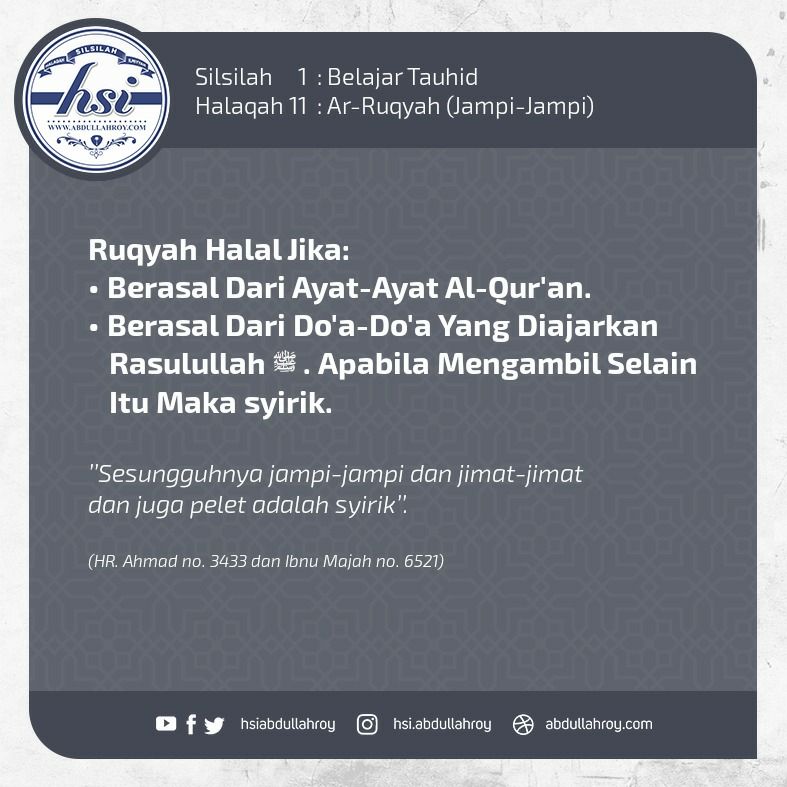 SILSILAH
HALAQAH
ILMIYAH
hsi
WWW.ABDULLAHROY.COM
Silsilah 1 : Belajar Tauhid
Halaqah 11 : Ar-Ruqyah (Jampi-Jampi)
Ruqyah Halal Jika:
• Berasal Dari Ayat-Ayat Al-Qur'an.
• Berasal Dari Do'a-Do'a Yang Diajarkan
Rasulullah ﷺ . Apabila Mengambil Selain
Itu Maka syirik.
"Sesungguhnya jampi-jampi dan jimat-jimat
dan juga pelet adalah syirik".
(HR. Ahmad no. 3433 dan Ibnu Majah no. 6521)
hsiabdullahroy hsi.abdullahroy abdullahroy.com